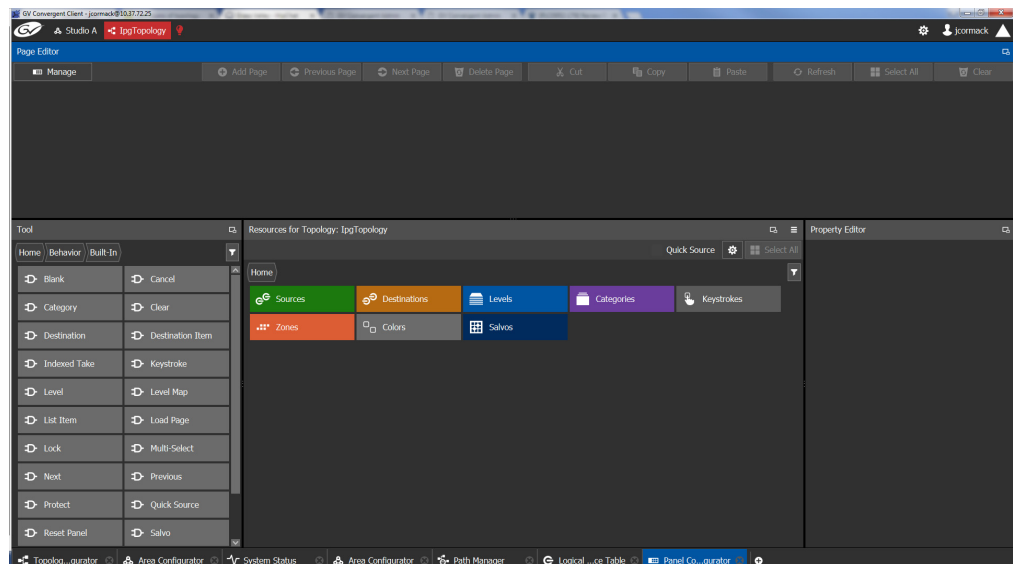 GV Convergent Client - jcormack@10.37.72.25
GV Studio A IpgTopology jcormack
Page Editor
Manage Add Page Previous Page Next Page Delete Page Cut Copy Paste Refresh Select All Clear
Tool Resources for Topology: IpgTopology Property Editor
Home Behavior Built-In Quick Source Select All
Home
Blank Cancel
Sources Destinations Levels Categories Keystrokes
Category Clear
Zones Colors Salvos
Destination Destination Item
Indexed Take Keystroke
Level Level Map
List Item Load Page
Lock Multi-Select
Next Previous
Protect Quick Source
Reset Panel Salvo
Topolog...gurator Area Configurator System Status Area Configurator Path Manager Logical ...ce Table Panel Co...gurator